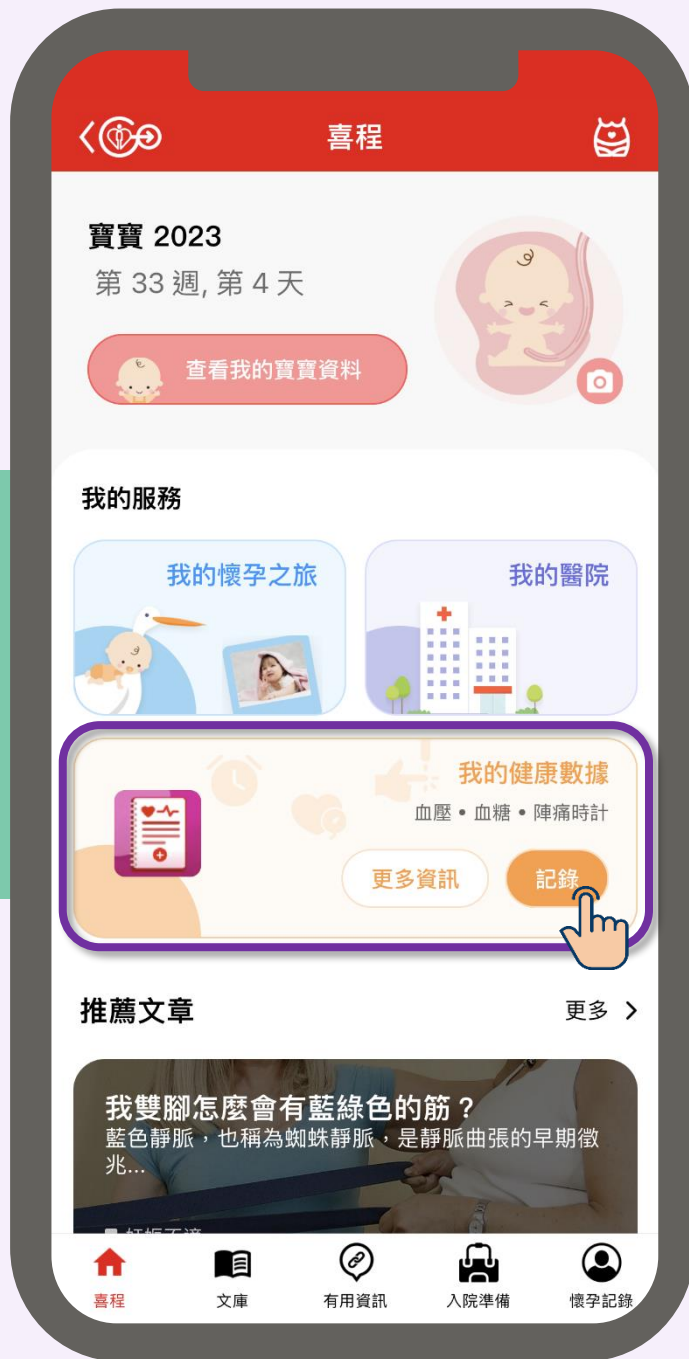 喜程
寶寶 2023
第 33 週, 第 4 天
查看我的寶寶資料
我的服務
我的懷孕之旅
我的醫院
我的健康數據
血壓 • 血糖 • 陣痛時計
更多資訊
記錄
推薦文章
更多
我雙腳怎麼會有藍綠色的筋？
藍色靜脈，也稱為蜘蛛靜脈，是靜脈曲張的早期徵
兆...
喜程
文庫
有用資訊
入院準備
懷孕記錄